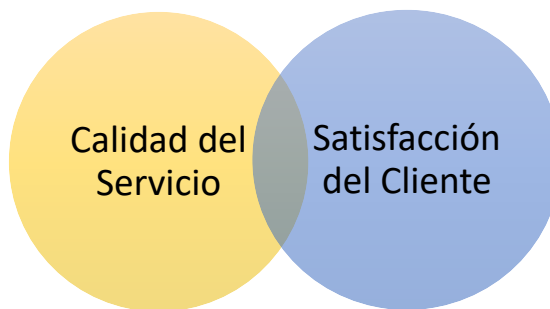 Calidad del
Servicio
Satisfacción
del Cliente